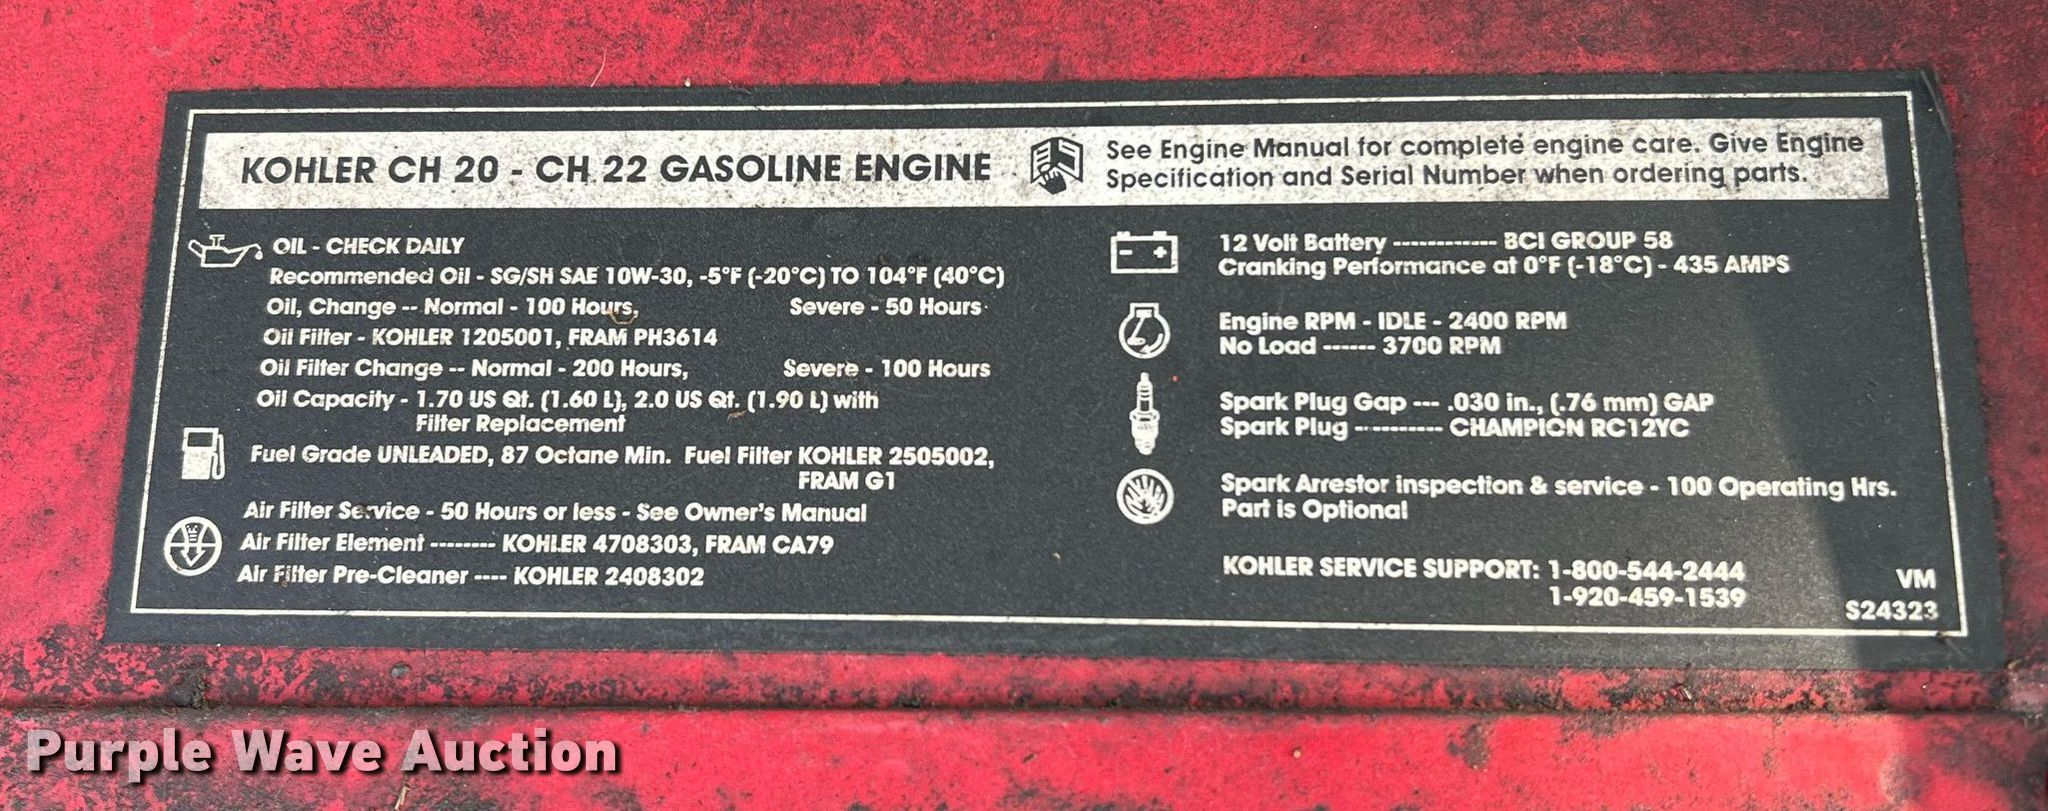 KOHLER CH 20 - CH 22 GASOLINE ENGINE
See Engine Manual for complete engine care. Give Engine
Specification and Serial Number when ordering parts.
OIL - CHECK DAILY
Recommended Oil - SG/SH SAE 10W-30, -5°F (-20°C) TO 104°F (40°C)
Oil, Change -- Normal - 100 Hours, Severe - 50 Hours
Oil Filter - KOHLER 1205001, FRAM PH3614
Oil Filter Change -- Normal - 200 Hours, Severe - 100 Hours
Oil Capacity - 1.70 US Qt. (1.60 L), 2.0 US Qt. (1.90 L) with
Filter Replacement
Fuel Grade UNLEADED, 87 Octane Min. Fuel Filter KOHLER 2505002,
FRAM G1
Air Filter Service - 50 Hours or less - See Owner's Manual
Air Filter Element -------- KOHLER 4708303, FRAM CA79
Air Filter Pre-Cleaner ---- KOHLER 2408302
12 Volt Battery ------------ BCI GROUP 58
Cranking Performance at 0°F (-18°C) - 435 AMPS
Engine RPM - IDLE - 2400 RPM
No Load ------ 3700 RPM
Spark Plug Gap --- .030 in., (.76 mm) GAP
Spark Plug ---------- CHAMPION RC12YC
Spark Arrestor inspection & service - 100 Operating Hrs.
Part is Optional
KOHLER SERVICE SUPPORT: 1-800-544-2444
1-920-459-1539
VM
S24323
Purple Wave Auction